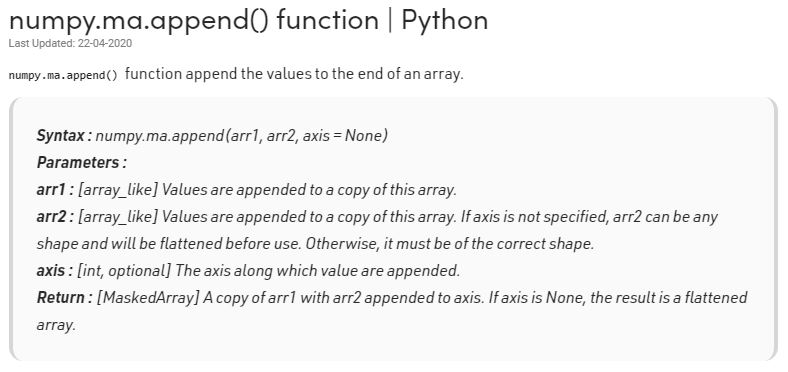 numpy.ma.append() function | Python
Last Updated: 22-04-2020
numpy.ma.append() function append the values to the end of an array.
Syntax : numpy.ma.append(arr1, arr2, axis = None)
Parameters :
arr1 : [array_like] Values are appended to a copy of this array.
arr2 : [array_like] Values are appended to a copy of this array. If axis is not specified, arr2 can be any
shape and will be flattened before use. Otherwise, it must be of the correct shape.
axis : [int, optional] The axis along which value are appended.
Return : [MaskedArray] A copy of arr1 with arr2 appended to axis. If axis is None, the result is a flattened
array.